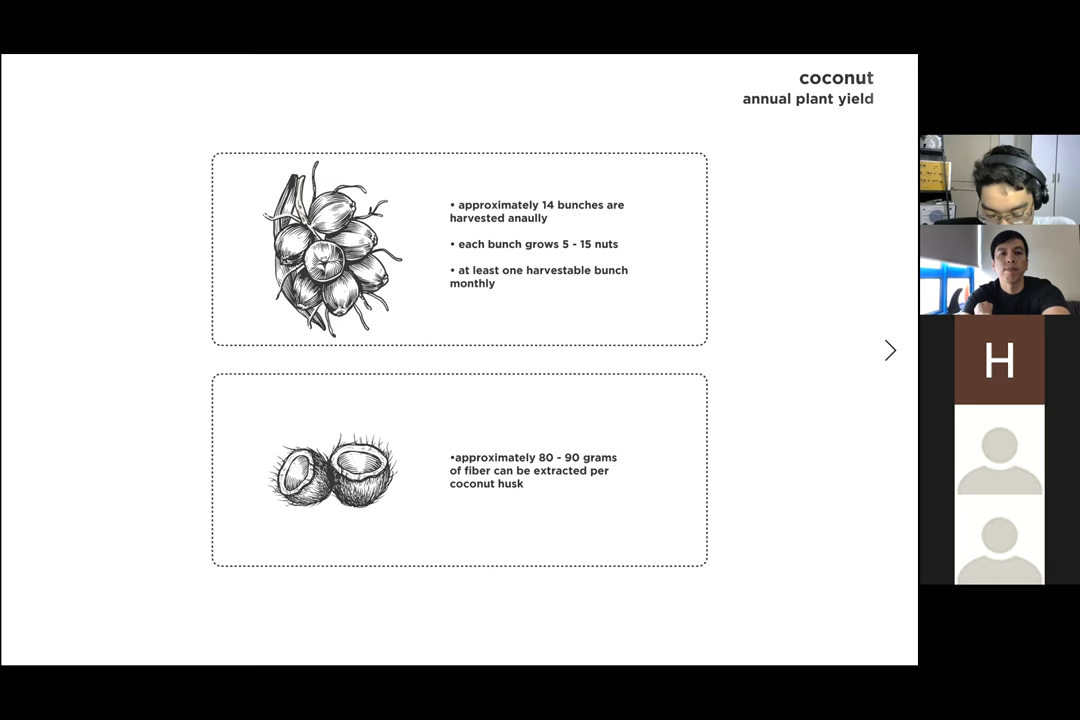 coconut
annual plant yield
• approximately 14 bunches are
harvested anaully
• each bunch grows 5 - 15 nuts
• at least one harvestable bunch
monthly
•approximately 80 - 90 grams
of fiber can be extracted per
coconut husk
H